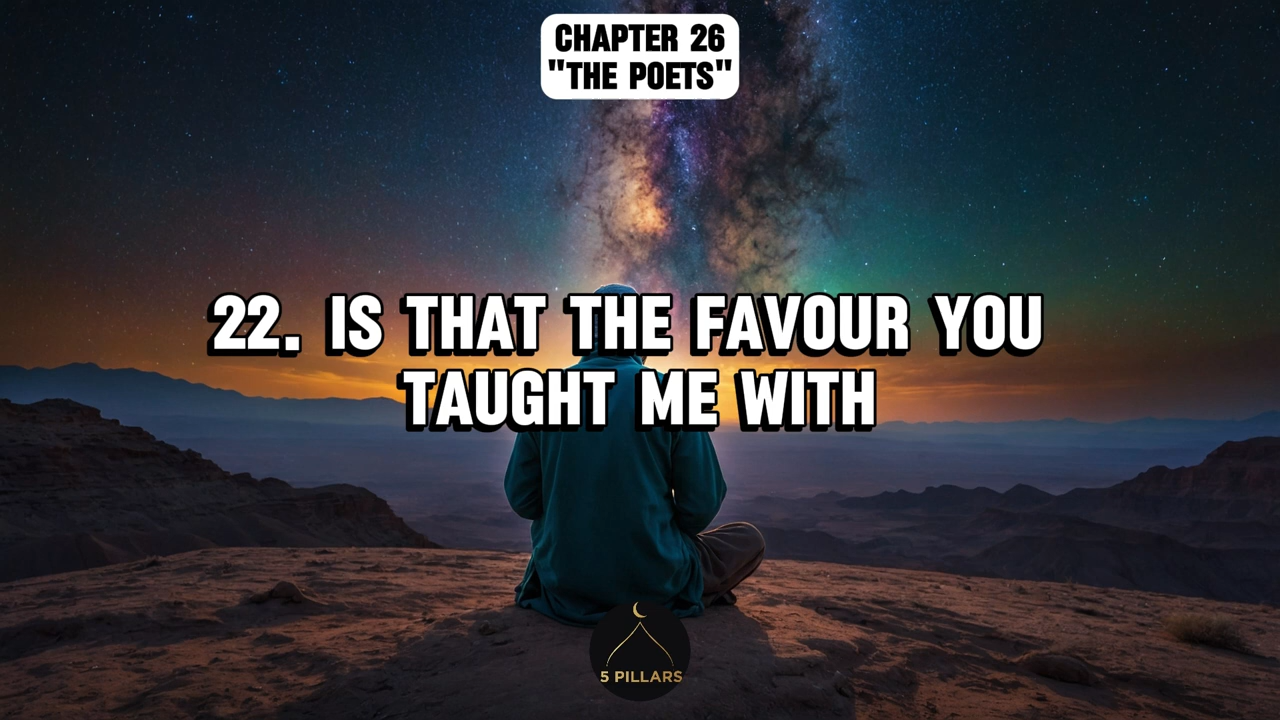 CHAPTER 26
"THE POETS"
22. IS THAT THE FAVOUR YOU
TAUGHT ME WITH
5 PILLARS